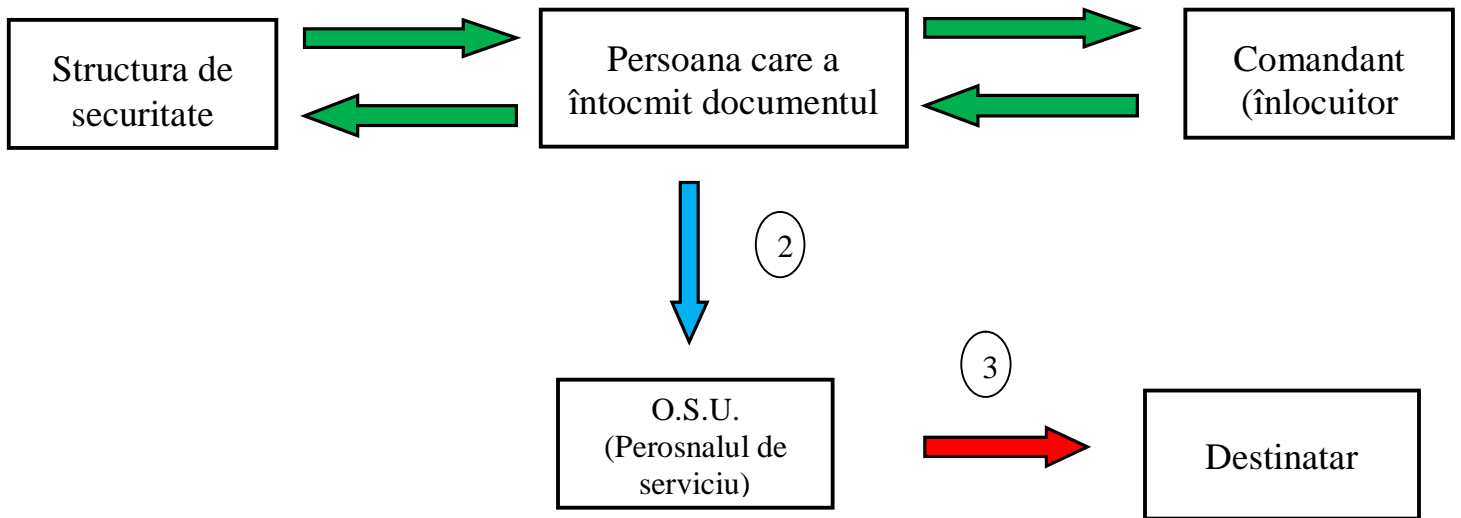 Structura de
securitate
Persoana care a
întocmit documentul
Comandant
(înlocuitor
2
3
O.S.U.
(Perosnalul de
serviciu)
Destinatar